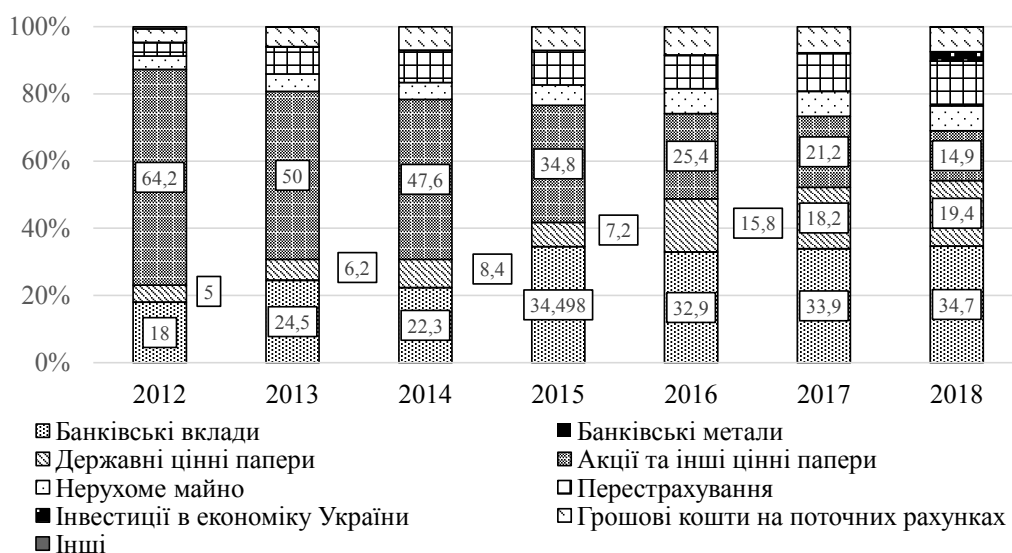 100%
80%
60%
40%
20%
0%
64,2
5
18
50
6,2
24,5
47,6
8,4
22,3
34,8
7,2
34,498
25,4
15,8
32,9
21,2
18,2
33,9
14,9
19,4
34,7
2012 2013 2014 2015 2016 2017 2018
Банківські вклади
Банківські метали
Державні цінні папери
Акції та інші цінні папери
Нерухоме майно
Перестрахування
Інвестиції в економіку України
Грошові кошти на поточних рахунках
Інші